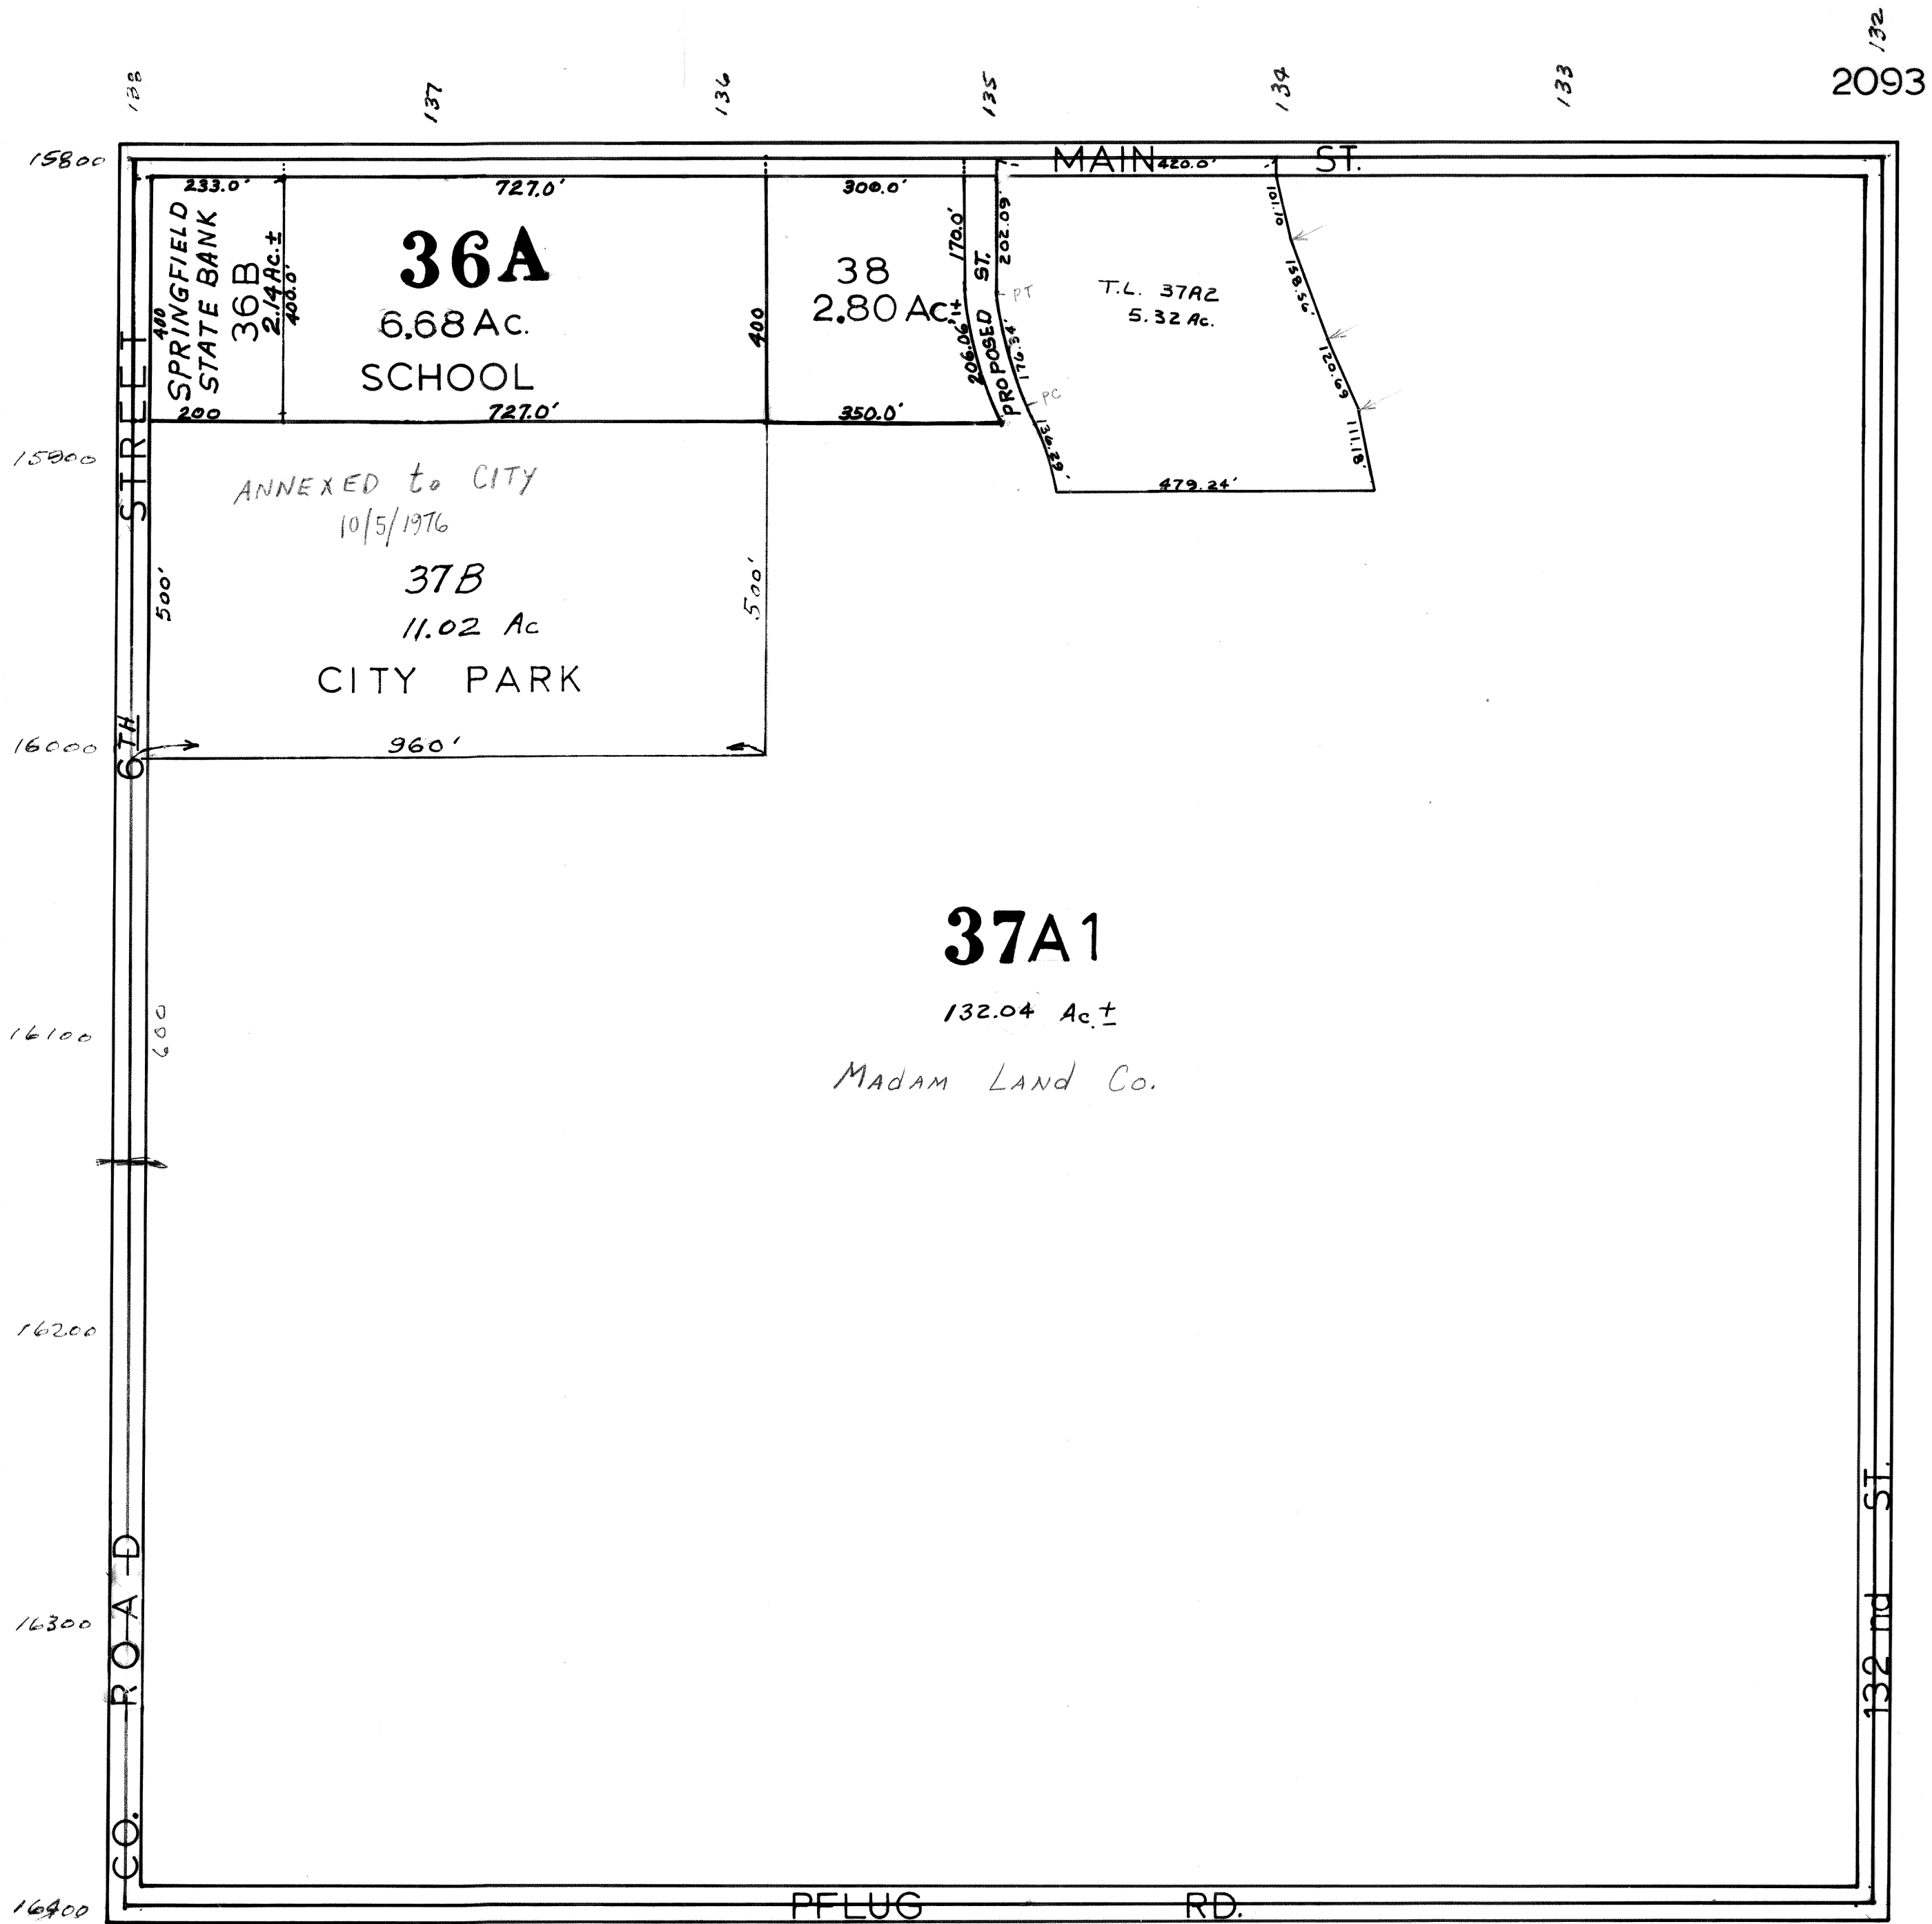 138
137
136
135
134
133
132
2093
15800
MAIN 420.0' ST.
233.0'
727.0'
300.0'
SPRINGFIELD
STATE BANK
36B
2.14 Ac.±
400.0'
400
200
36A
6.68 Ac.
SCHOOL
400
727.0'
38
2.80 Ac.±
170.0'
206.06'
350.0'
PROPOSED ST.
202.09'
PT
176.34'
PC
136.29'
T.L. 37A2
5.32 Ac.
101.10
158.54'
120.69
111.18'
479.24'
15900
ANNEXED to CITY
10/5/1976
37B
11.02 Ac
CITY PARK
500'
500'
960'
16000
6TH STREET
37A1
132.04 Ac.±
MADAM LAND Co.
600
16100
16200
16300
16400
CO. ROAD
132 nd ST.
PFLUG RD.